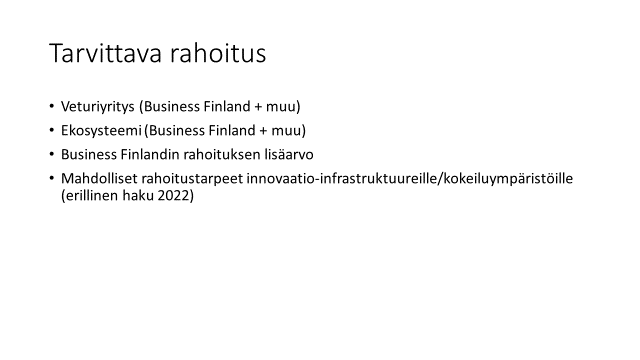 Tarvittava rahoitus
• Veturiyritys (Business Finland + muu)
• Ekosysteemi (Business Finland + muu)
• Business Finlandin rahoituksen lisäarvo
• Mahdolliset rahoitustarpeet innovaatio-infrastruktuureille/kokeiluympäristöille
(erillinen haku 2022)